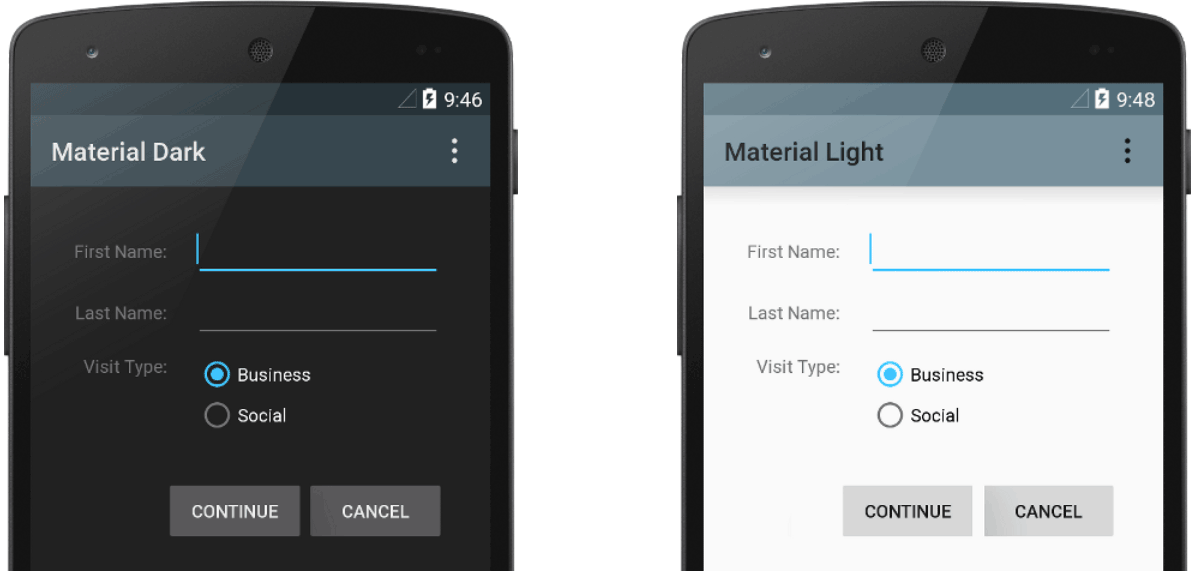 9:46
Material Dark
First Name:
Last Name:
Visit Type:
Business
Social
CONTINUE CANCEL
9:48
Material Light
First Name:
Last Name:
Visit Type:
Business
Social
CONTINUE CANCEL